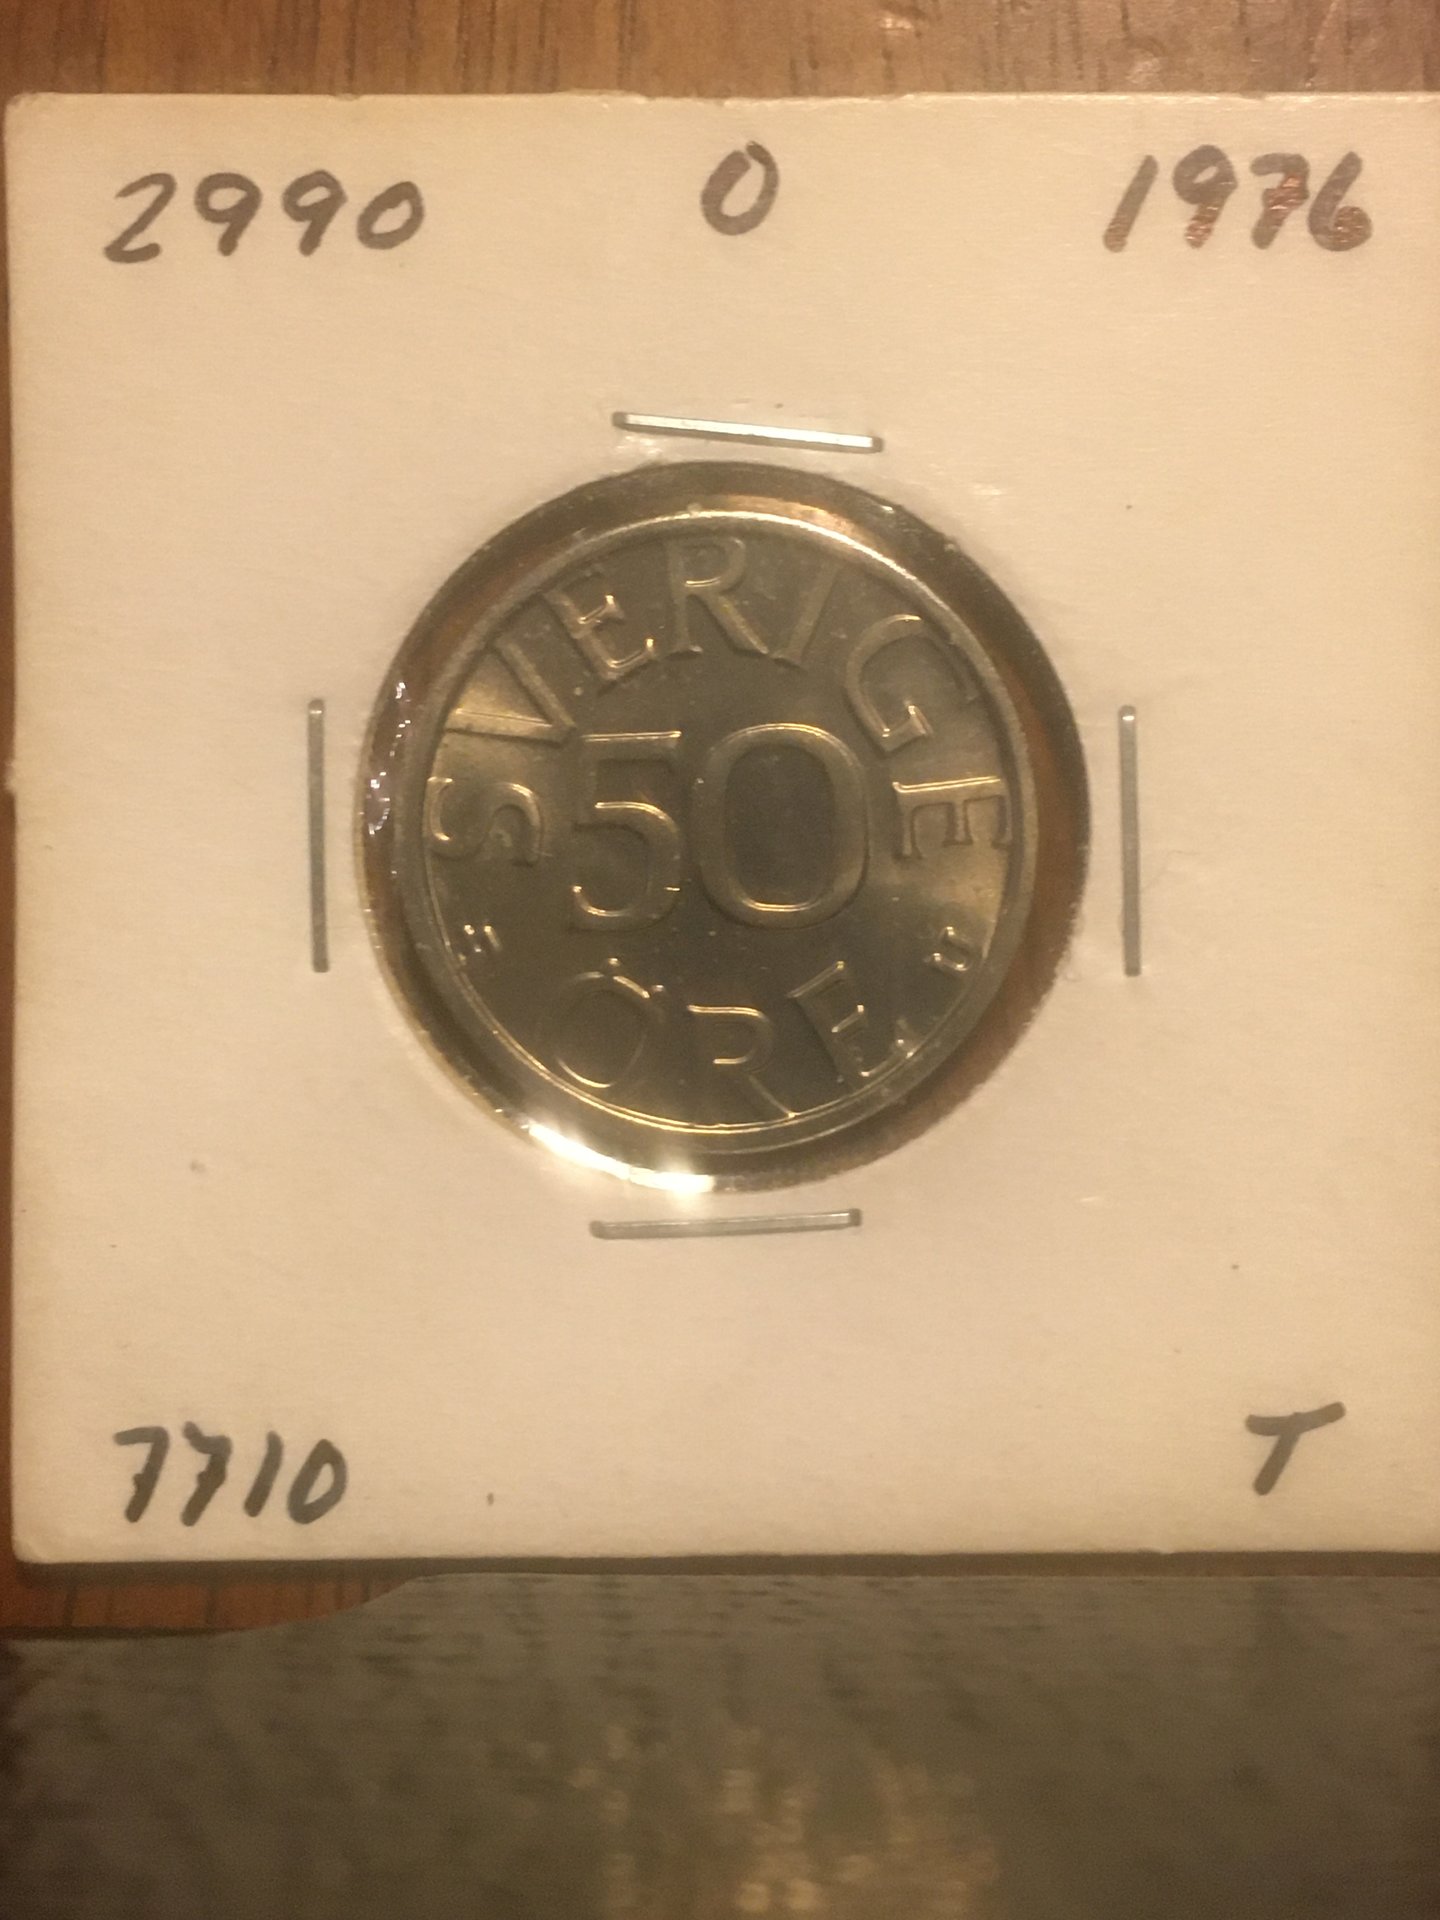 2990 0 1976
SVERIGE
50
U
ÖRE
7710 T